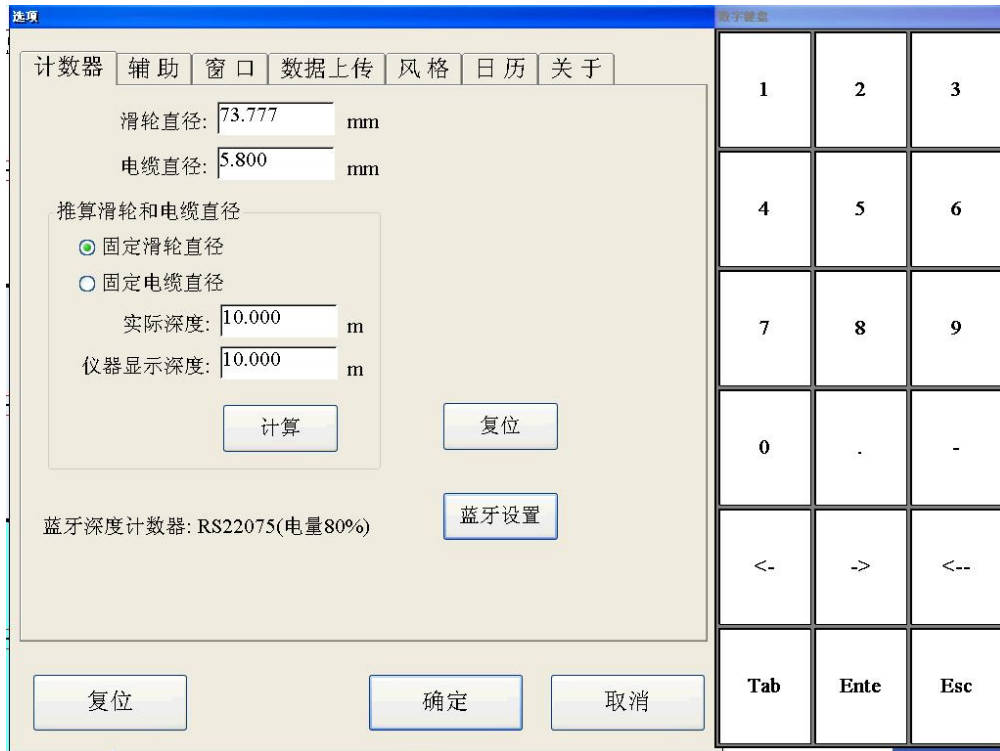 选项
计数器 辅助 窗口 数据上传 风格 日历 关于
滑轮直径: 73.777 mm
电缆直径: 5.800 mm
推算滑轮和电缆直径
固定滑轮直径
固定电缆直径
实际深度: 10.000 m
仪器显示深度: 10.000 m
计算
复位
蓝牙深度计数器: RS22075(电量80%)
蓝牙设置
复位 确定 取消
数字键盘
1 2 3
4 5 6
7 8 9
0 . -
<- -> <--
Tab Ente Esc